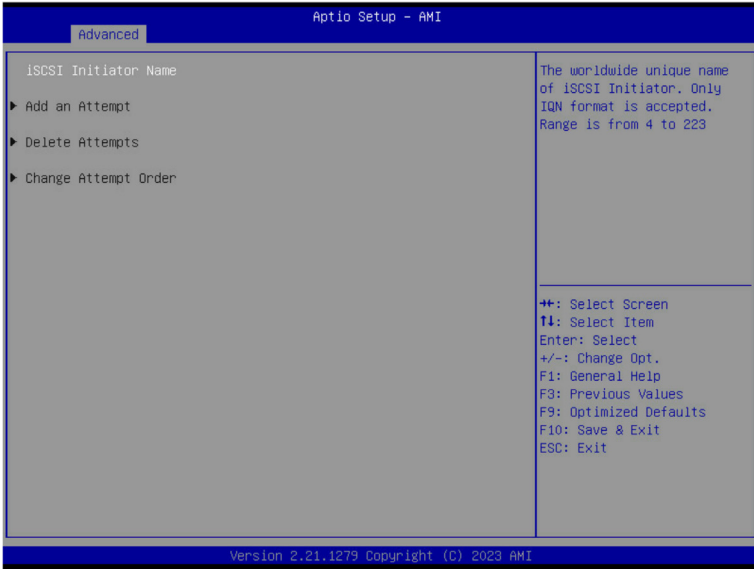 Aptio Setup – AMI
Advanced
iSCSI Initiator Name
▶ Add an Attempt
▶ Delete Attempts
▶ Change Attempt Order
The worldwide unique name
of iSCSI Initiator. Only
IQN format is accepted.
Range is from 4 to 223
→←: Select Screen
↑↓: Select Item
Enter: Select
+/-: Change Opt.
F1: General Help
F3: Previous Values
F9: Optimized Defaults
F10: Save & Exit
ESC: Exit
Version 2.21.1279 Copyright (C) 2023 AMI